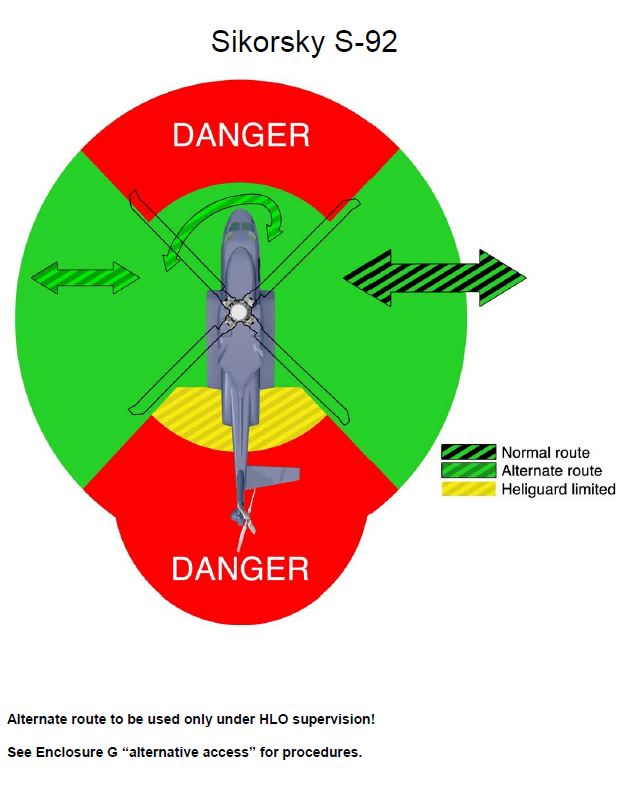 Sikorsky S-92
DANGER
Normal route
Alternate route
Heliguard limited
DANGER
Alternate route to be used only under HLO supervision!
See Enclosure G “alternative access” for procedures.